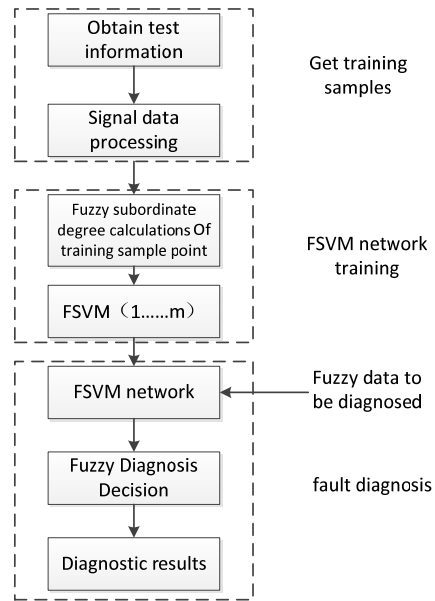 Obtain test
information
Get training
samples
Signal data
processing
Fuzzy subordinate
degree calculations Of
training sample point
FSVM network
training
FSVM（1……m）
FSVM network
Fuzzy data to
be diagnosed
Fuzzy Diagnosis
Decision
fault diagnosis
Diagnostic results